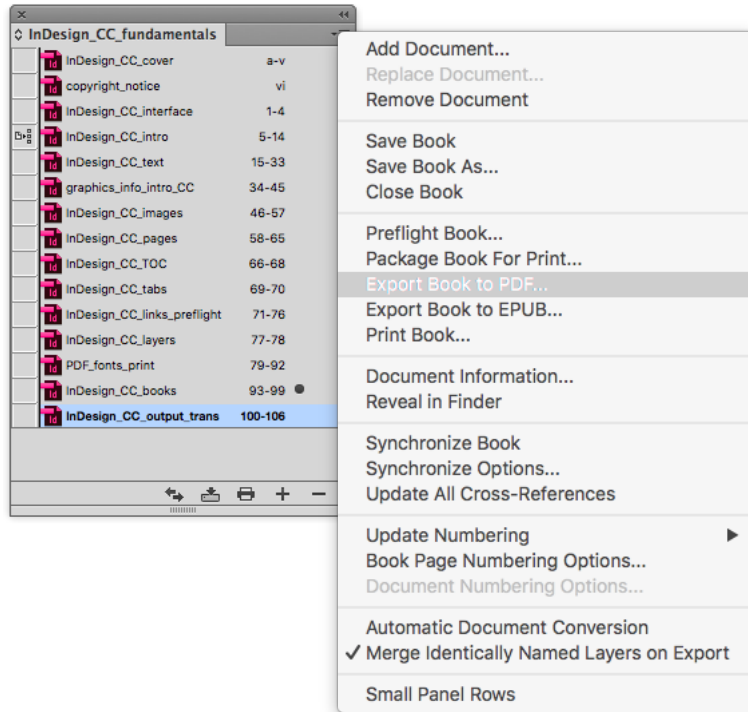 InDesign_CC_fundamentals
InDesign_CC_cover a-v
copyright_notice vi
InDesign_CC_interface 1-4
InDesign_CC_intro 5-14
InDesign_CC_text 15-33
graphics_info_intro_CC 34-45
InDesign_CC_images 46-57
InDesign_CC_pages 58-65
InDesign_CC_TOC 66-68
InDesign_CC_tabs 69-70
InDesign_CC_links_preflight 71-76
InDesign_CC_layers 77-78
PDF_fonts_print 79-92
InDesign_CC_books 93-99
InDesign_CC_output_trans 100-106
Add Document...
Replace Document...
Remove Document
Save Book
Save Book As...
Close Book
Preflight Book...
Package Book For Print...
Export Book to PDF...
Export Book to EPUB...
Print Book...
Document Information...
Reveal in Finder
Synchronize Book
Synchronize Options...
Update All Cross-References
Update Numbering
Book Page Numbering Options...
Document Numbering Options...
Automatic Document Conversion
Merge Identically Named Layers on Export
Small Panel Rows